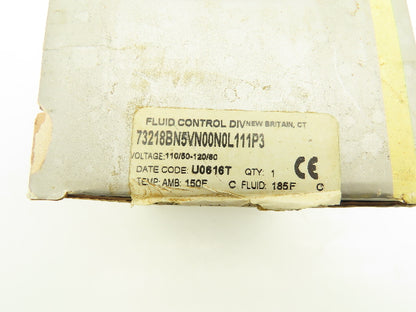 FLUID CONTROL DIV NEW BRITAIN, CT
73218BN5VN00N0L111P3
VOLTAGE:110/50-120/60
DATE CODE: U0616T QTY: 1 CE
TEMP: AMB: 150F C FLUID: 185F C